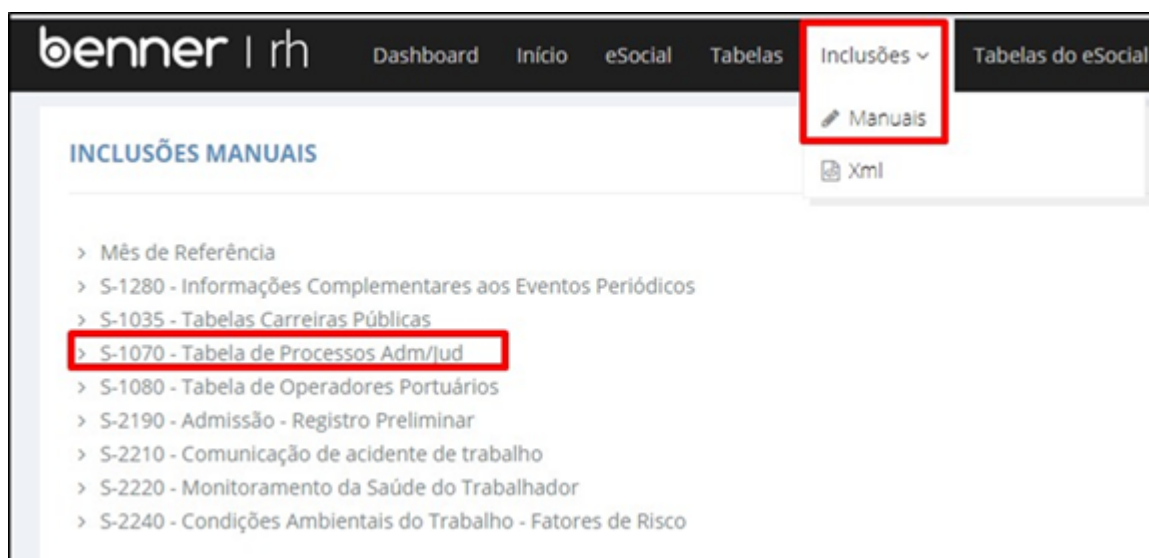 benner | rh Dashboard Início eSocial Tabelas Inclusões Tabelas do eSocial
Manuais
Xml
INCLUSÕES MANUAIS
> Mês de Referência
> S-1280 - Informações Complementares aos Eventos Periódicos
> S-1035 - Tabelas Carreiras Públicas
> S-1070 - Tabela de Processos Adm/Jud
> S-1080 - Tabela de Operadores Portuários
> S-2190 - Admissão - Registro Preliminar
> S-2210 - Comunicação de acidente de trabalho
> S-2220 - Monitoramento da Saúde do Trabalhador
> S-2240 - Condições Ambientais do Trabalho - Fatores de Risco